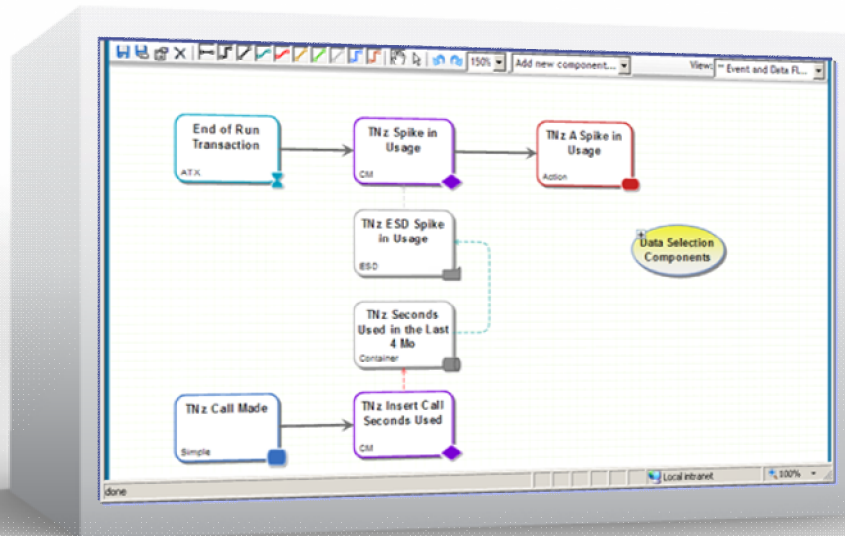 150% Add new component... View: ** Event and Data Fl...
End of Run
Transaction
ATX
TNz Spike in
Usage
CM
TNz A Spike in
Usage
Action
TNz ESD Spike
in Usage
ESD
Data Selection
Components
TNz Seconds
Used in the Last
4 Mo
Container
TNz Call Made
Simple
TNz Insert Call
Seconds Used
CM
done
Local intranet
100%